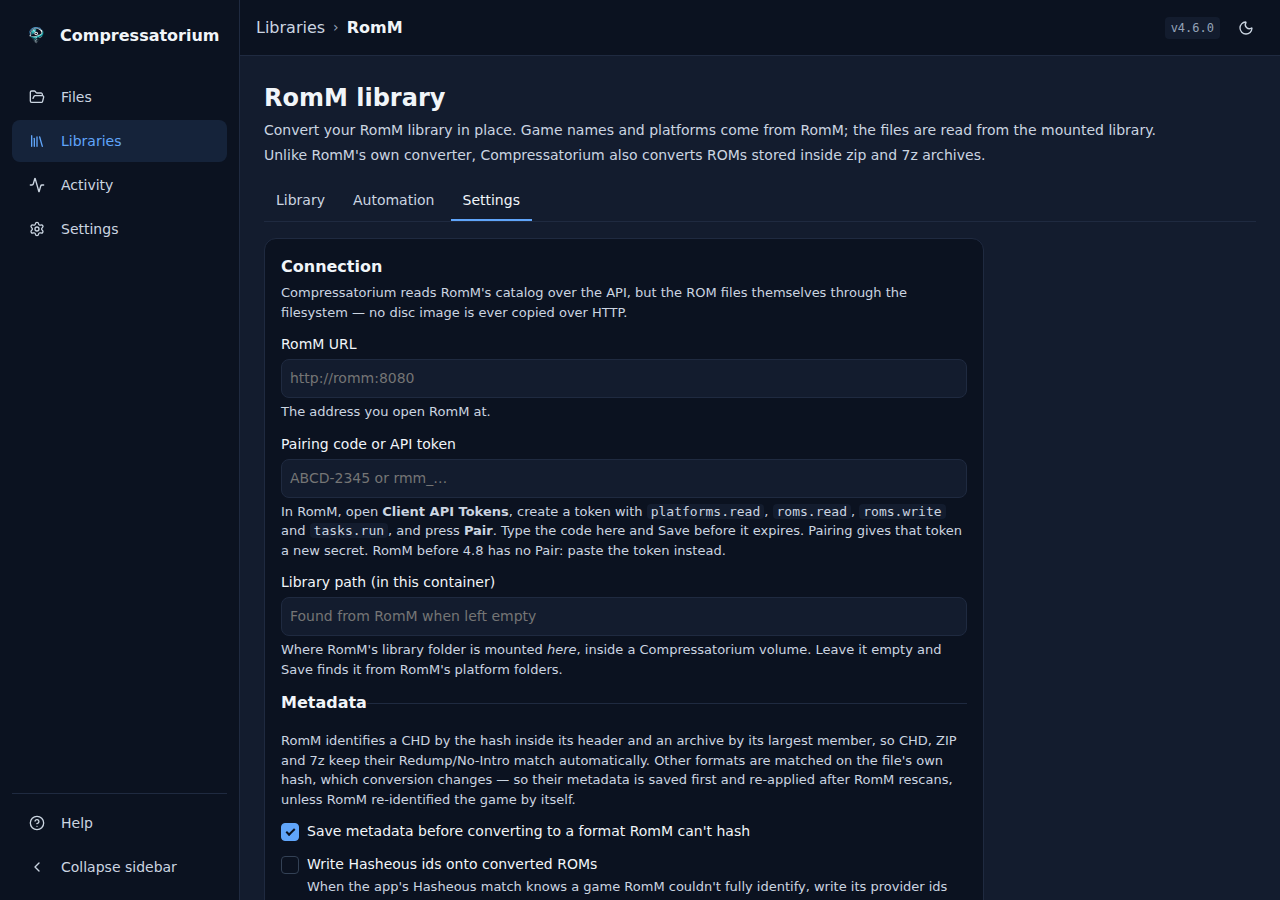 Compressatorium
Files
Libraries
Activity
Settings
Help
Collapse sidebar
Libraries › RomM
v4.6.0
RomM library
Convert your RomM library in place. Game names and platforms come from RomM; the files are read from the mounted library.
Unlike RomM's own converter, Compressatorium also converts ROMs stored inside zip and 7z archives.
Library Automation Settings
Connection
Compressatorium reads RomM's catalog over the API, but the ROM files themselves through the
filesystem — no disc image is ever copied over HTTP.
RomM URL
http://romm:8080
The address you open RomM at.
Pairing code or API token
ABCD-2345 or rmm_…
In RomM, open Client API Tokens, create a token with platforms.read, roms.read, roms.write
and tasks.run, and press Pair. Type the code here and Save before it expires. Pairing gives that token
a new secret. RomM before 4.8 has no Pair: paste the token instead.
Library path (in this container)
Found from RomM when left empty
Where RomM's library folder is mounted here, inside a Compressatorium volume. Leave it empty and
Save finds it from RomM's platform folders.
Metadata
RomM identifies a CHD by the hash inside its header and an archive by its largest member, so CHD, ZIP
and 7z keep their Redump/No-Intro match automatically. Other formats are matched on the file's own
hash, which conversion changes — so their metadata is saved first and re-applied after RomM rescans,
unless RomM re-identified the game by itself.
Save metadata before converting to a format RomM can't hash
Write Hasheous ids onto converted ROMs
When the app's Hasheous match knows a game RomM couldn't fully identify, write its provider ids